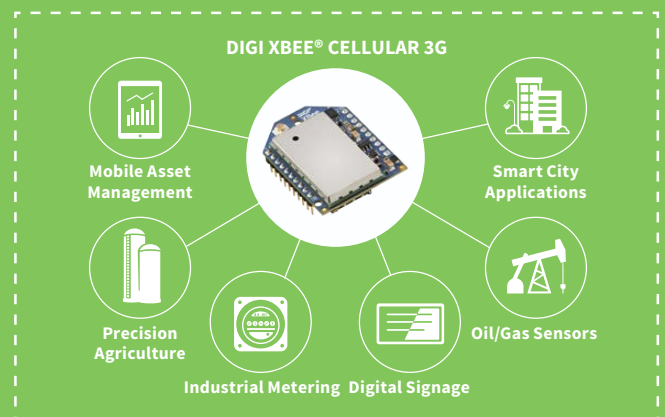 DIGI XBEE® CELLULAR 3G
Mobile Asset
Management
Smart City
Applications
Precision
Agriculture
Oil/Gas Sensors
Industrial Metering
Digital Signage